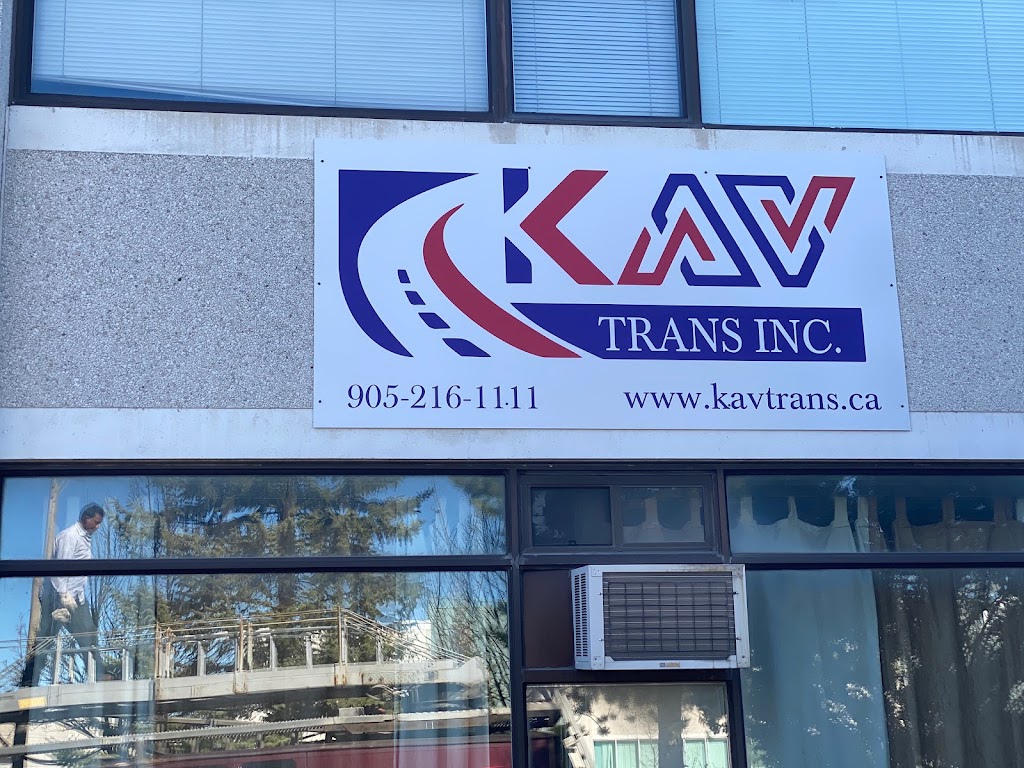 KAV
TRANS INC.
905-216-1111 www.kavtrans.ca